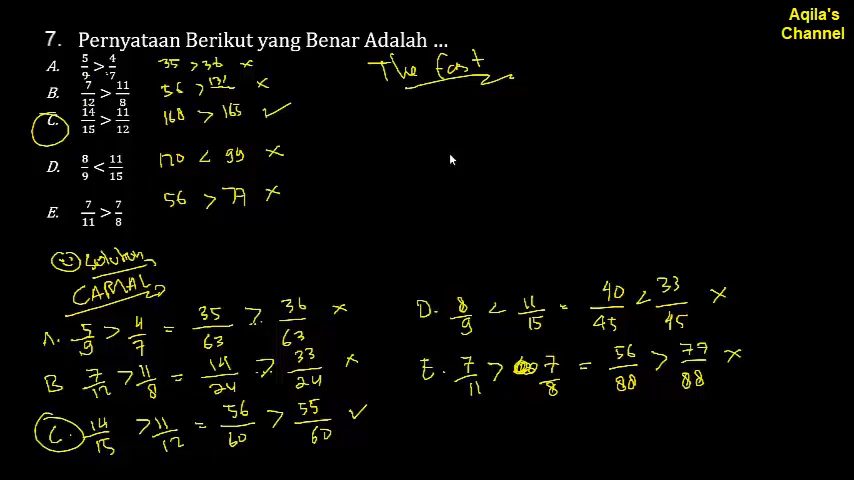 Aqila's
Channel
7. Pernyataan Berikut yang Benar Adalah ...
A. 5/9 > 4/7 35 > 36 ×
B. 7/12 > 11/8 56 > ×
C. 14/15 > 11/12 168 > 165 ✓
D. 8/9 < 11/15 120 < 99 ×
E. 7/11 > 7/8 56 > 77 ×
The fast
Solution
A. 5/9 > 4/7 = 35/63 > 36/63 ×
B 7/12 > 11/8 = 14/24 > 33/24 ×
C. 14/15 > 11/12 = 56/60 > 55/60 ✓
D. 8/9 < 11/15 = 40/45 < 33/45 ×
E. 7/11 > 7/8 = 56/88 > 77/88 ×